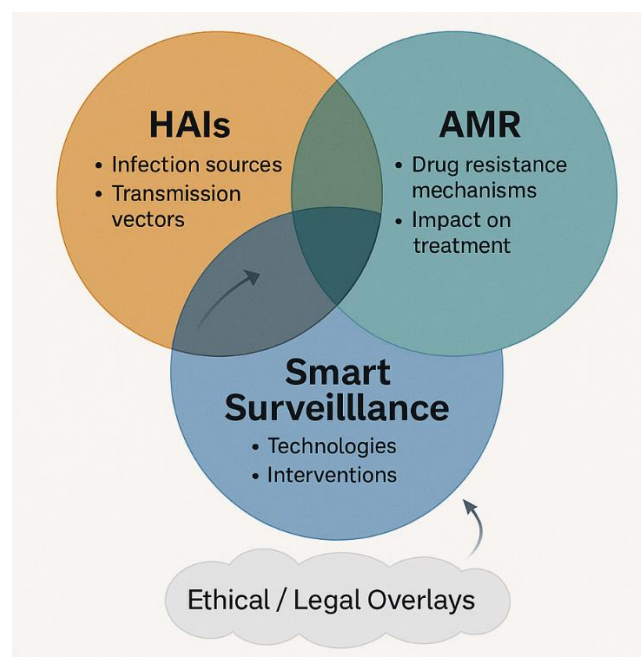 HAIs
• Infection sources
• Transmission
vectors
AMR
• Drug resistance
mechanisms
• Impact on
treatment
Smart
Surveilllance
• Technologies
• Interventions
Ethical / Legal Overlays